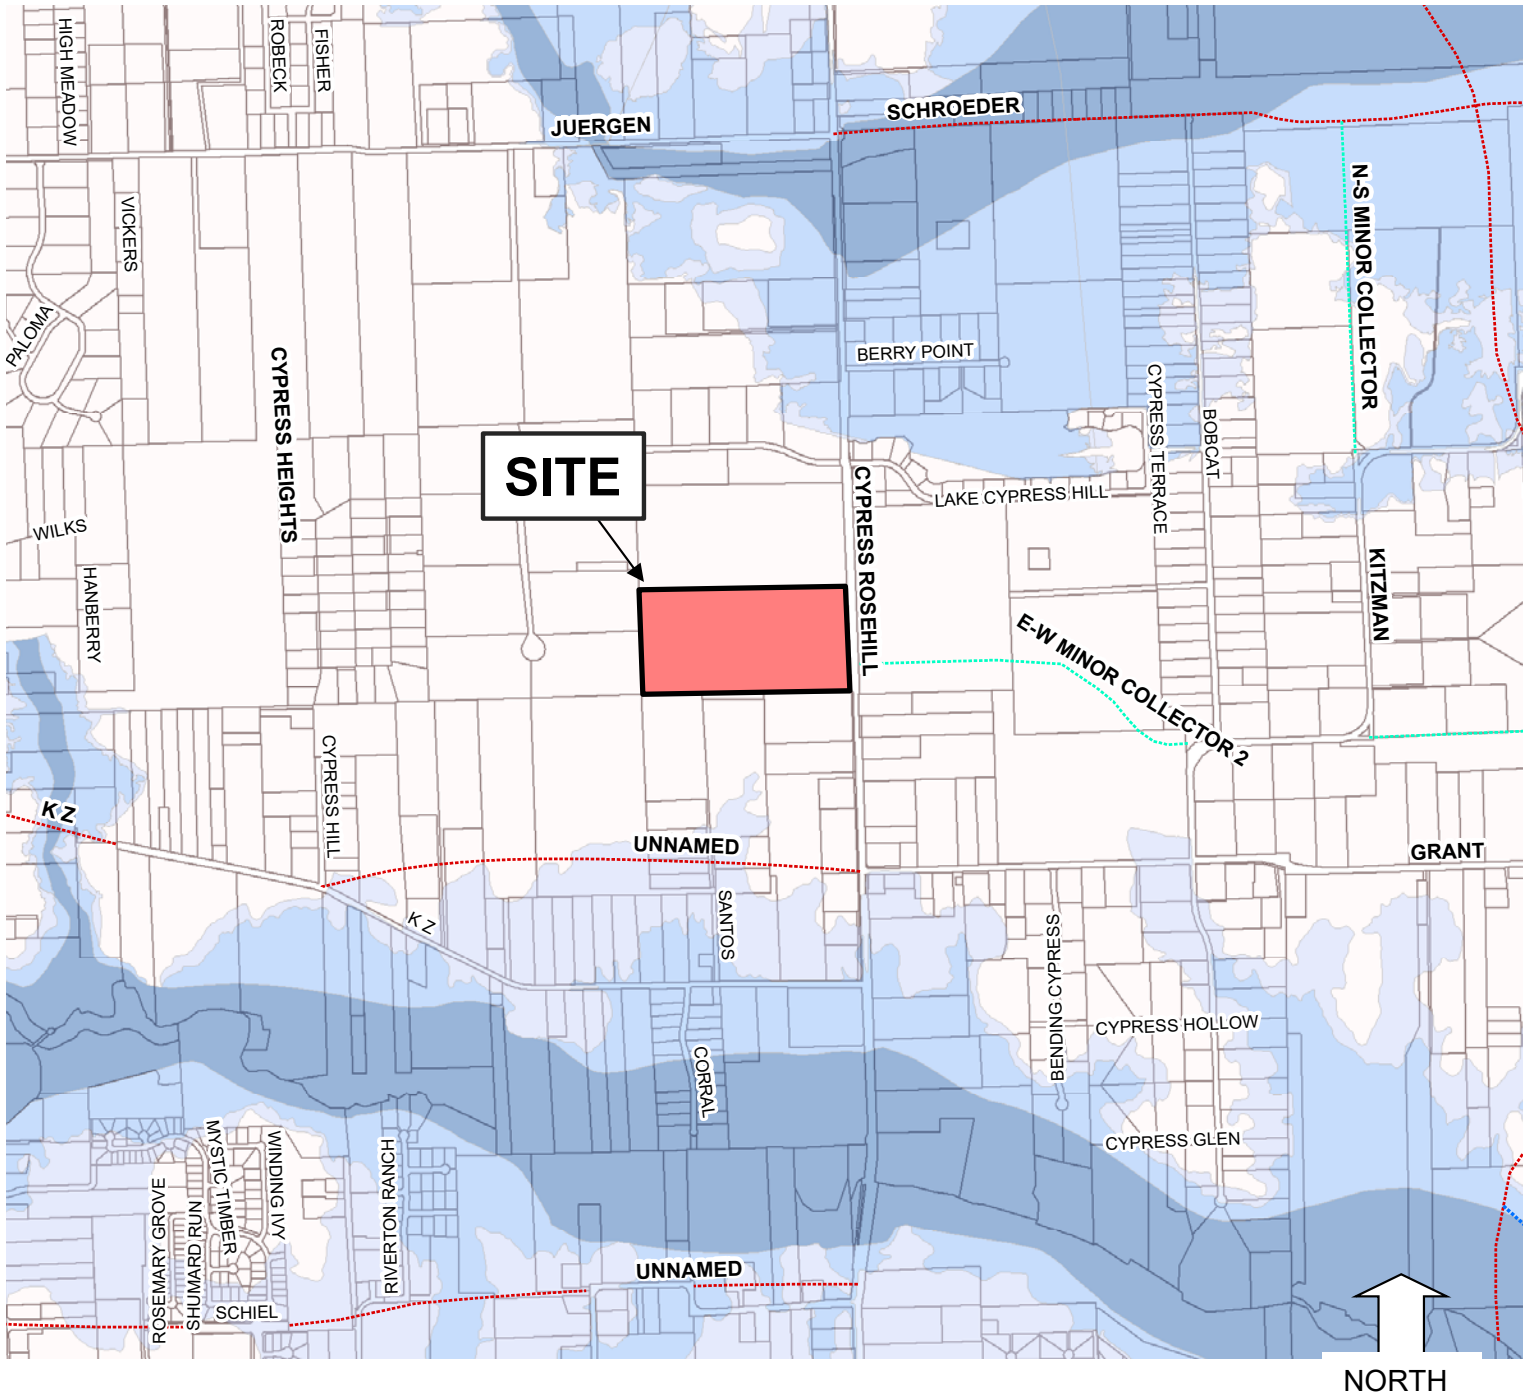 HIGH MEADOW
ROBECK
FISHER
JUERGEN
SCHROEDER
N-S MINOR COLLECTOR
VICKERS
PALOMA
CYPRESS HEIGHTS
BERRY POINT
CYPRESS TERRACE
BOBCAT
SITE
CYPRESS ROSEHILL
LAKE CYPRESS HILL
WILKS
HANBERRY
KITZMAN
E-W MINOR COLLECTOR 2
CYPRESS HILL
K Z
UNNAMED
GRANT
K Z
SANTOS
BENDING CYPRESS
CYPRESS HOLLOW
CORRAL
CYPRESS GLEN
ROSEMARY GROVE
SHUMARD RUN
MYSTIC TIMBER
WINDING IVY
RIVERTON RANCH
UNNAMED
SCHIEL
NORTH